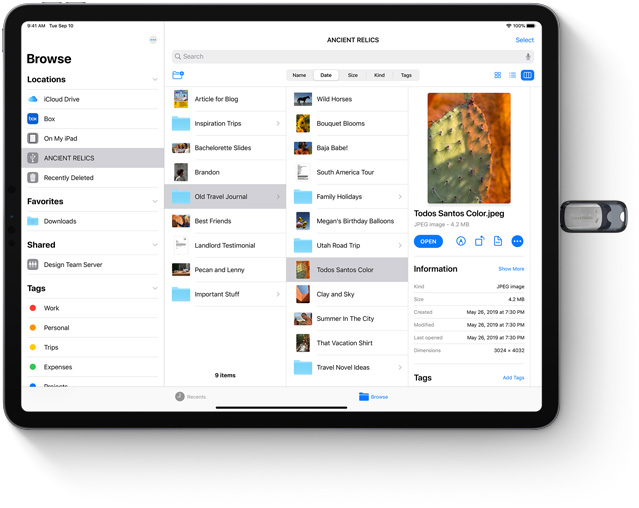 9:41 AM Tue Sep 10
100%
Browse
Locations
iCloud Drive
box
Box
On My iPad
ANCIENT RELICS
Recently Deleted
Favorites
Downloads
Shared
Design Team Server
Tags
Work
Personal
Trips
Expenses
Projects
ANCIENT RELICS
Select
Search
Name Date Size Kind Tags
Article for Blog
Inspiration Trips
Bachelorette Slides
Brandon
Old Travel Journal
Best Friends
Landlord Testimonial
Pecan and Lenny
Important Stuff
9 items
Wild Horses
Bouquet Blooms
Baja Babe!
South America Tour
Family Holidays
Megan's Birthday Balloons
Utah Road Trip
Todos Santos Color
Clay and Sky
Summer In The City
That Vacation Shirt
Travel Novel Ideas
Todos Santos Color.jpeg
JPEG image - 4.2 MB
OPEN
Information Show More
Kind JPEG image
Size 4.2 MB
Created May 26, 2019 at 7:30 PM
Modified May 26, 2019 at 7:30 PM
Last opened May 26, 2019 at 7:30 PM
Dimensions 3024 × 4032
Tags Add Tags
Recents
Browse